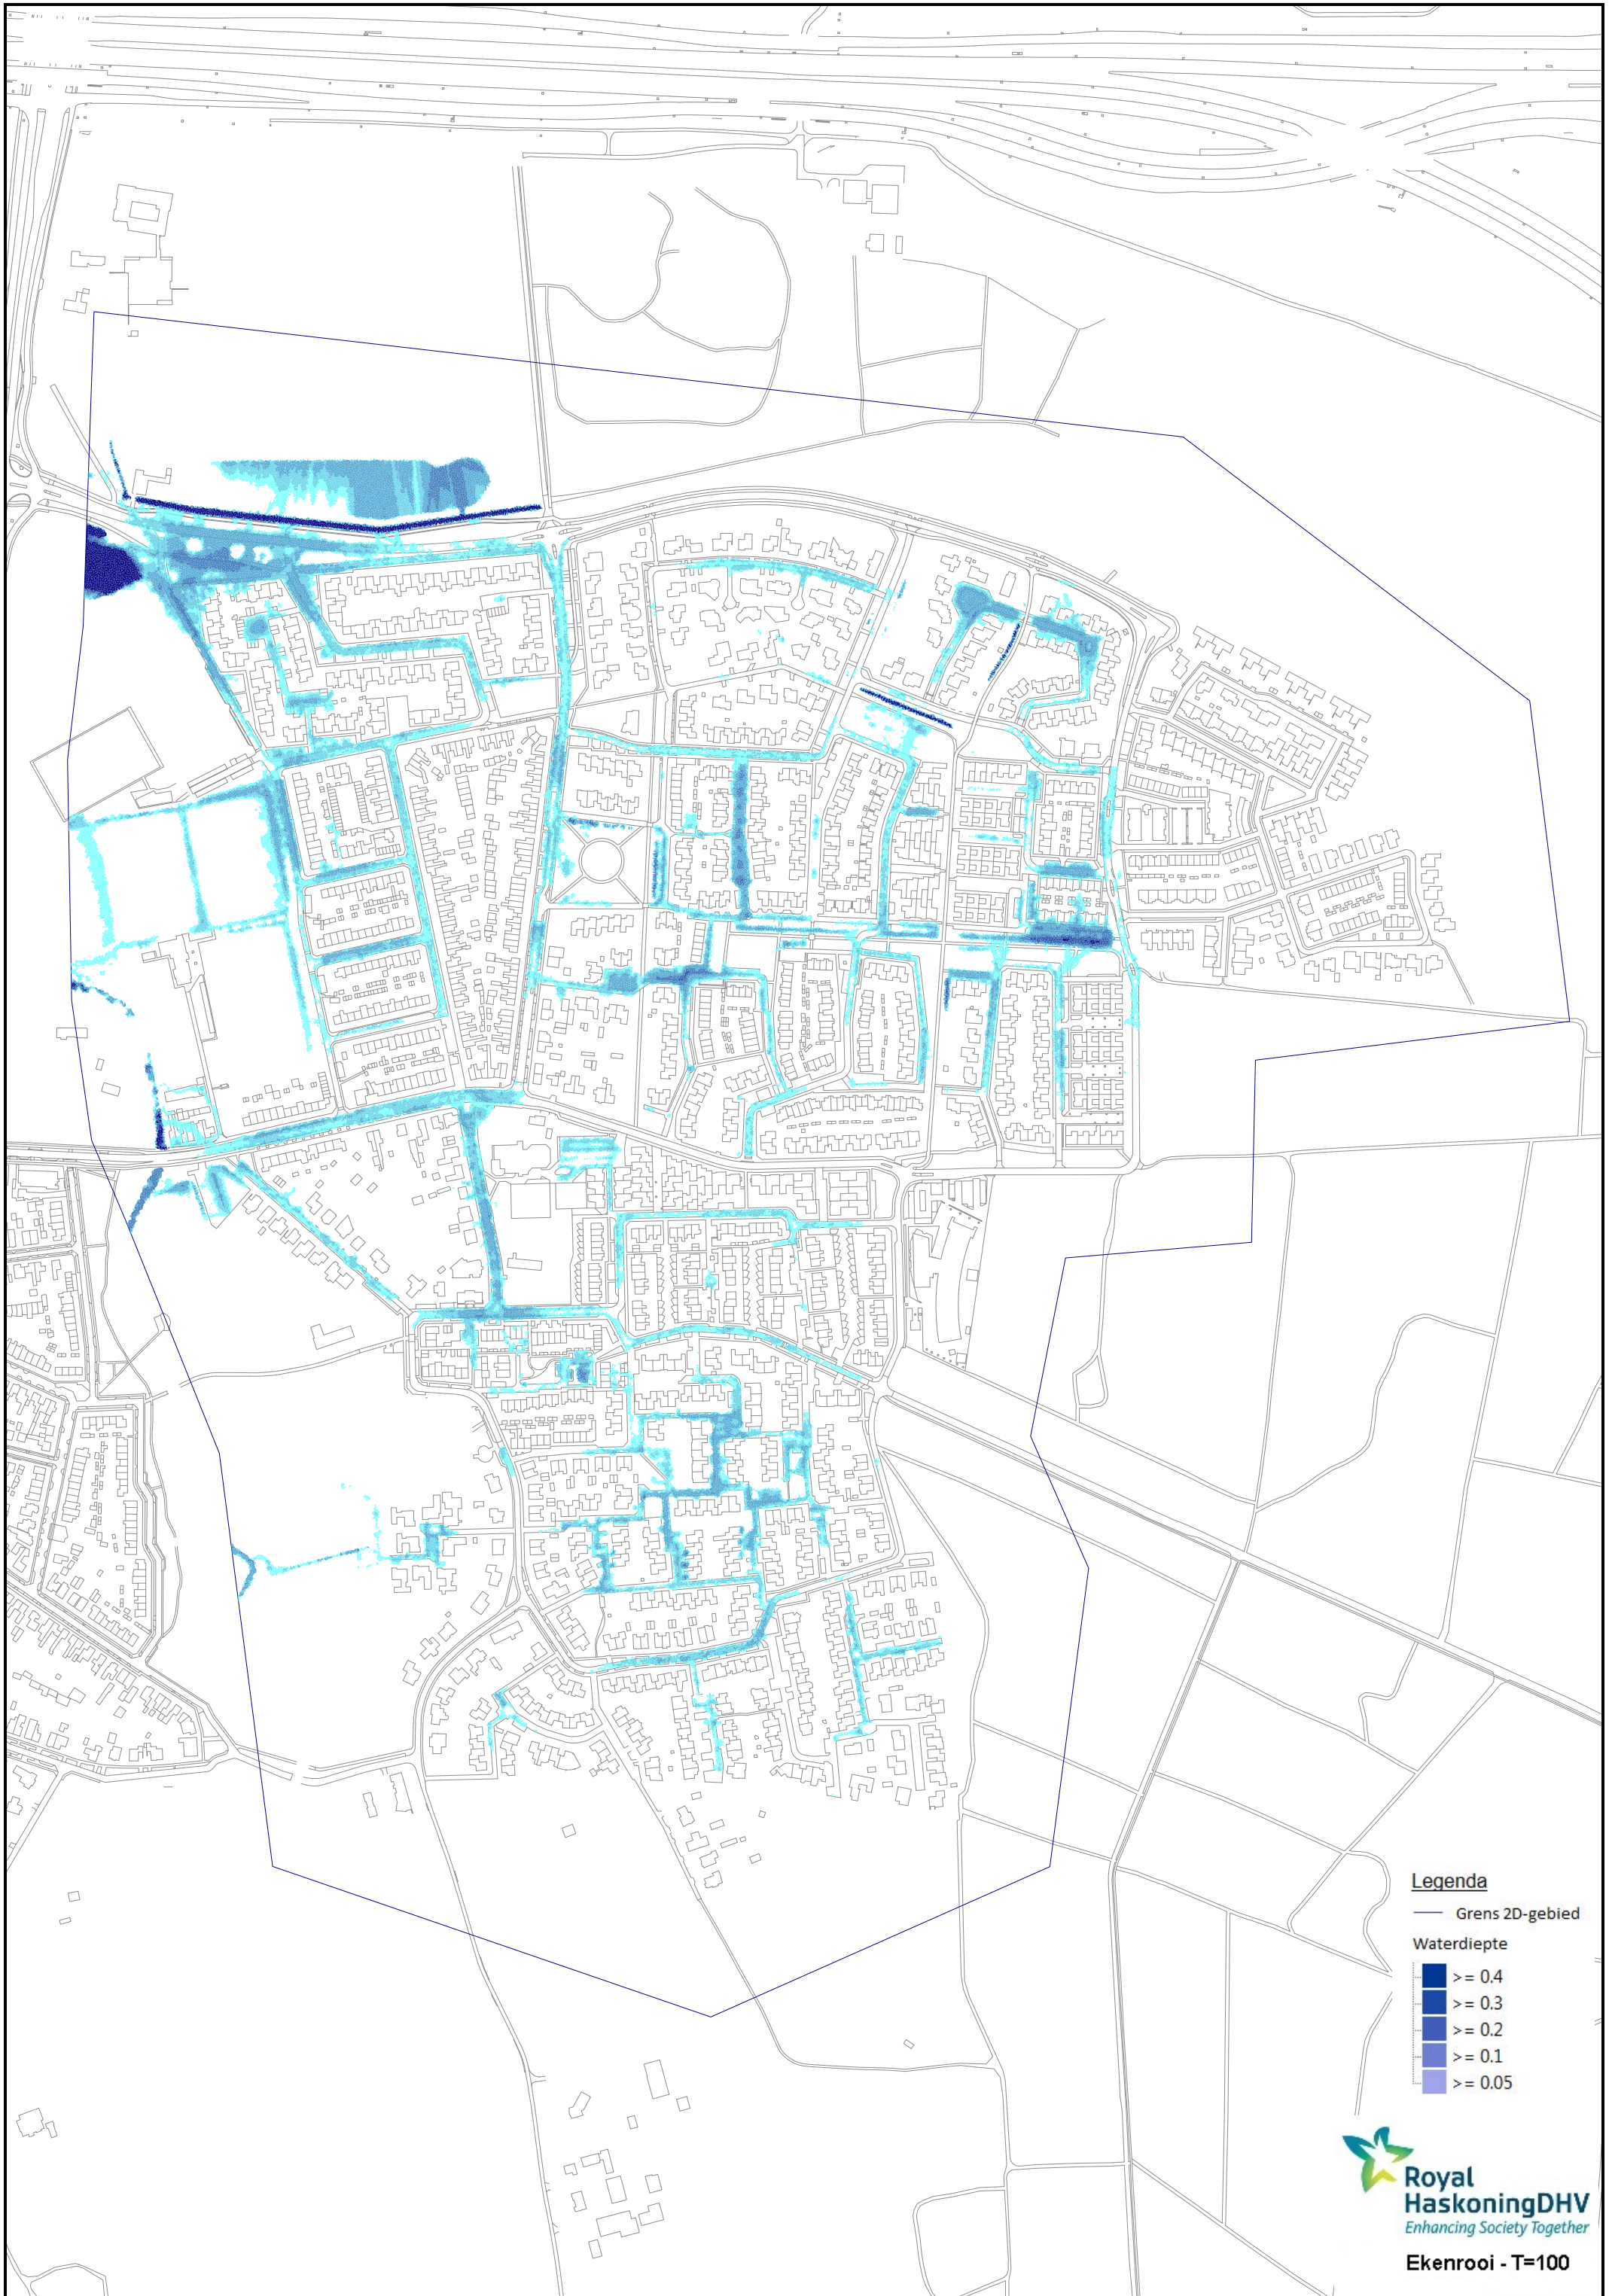 Legenda
Grens 2D-gebied
Waterdiepte
>= 0.4
>= 0.3
>= 0.2
>= 0.1
>= 0.05
Royal
HaskoningDHV
Enhancing Society Together
Ekenrooi - T=100